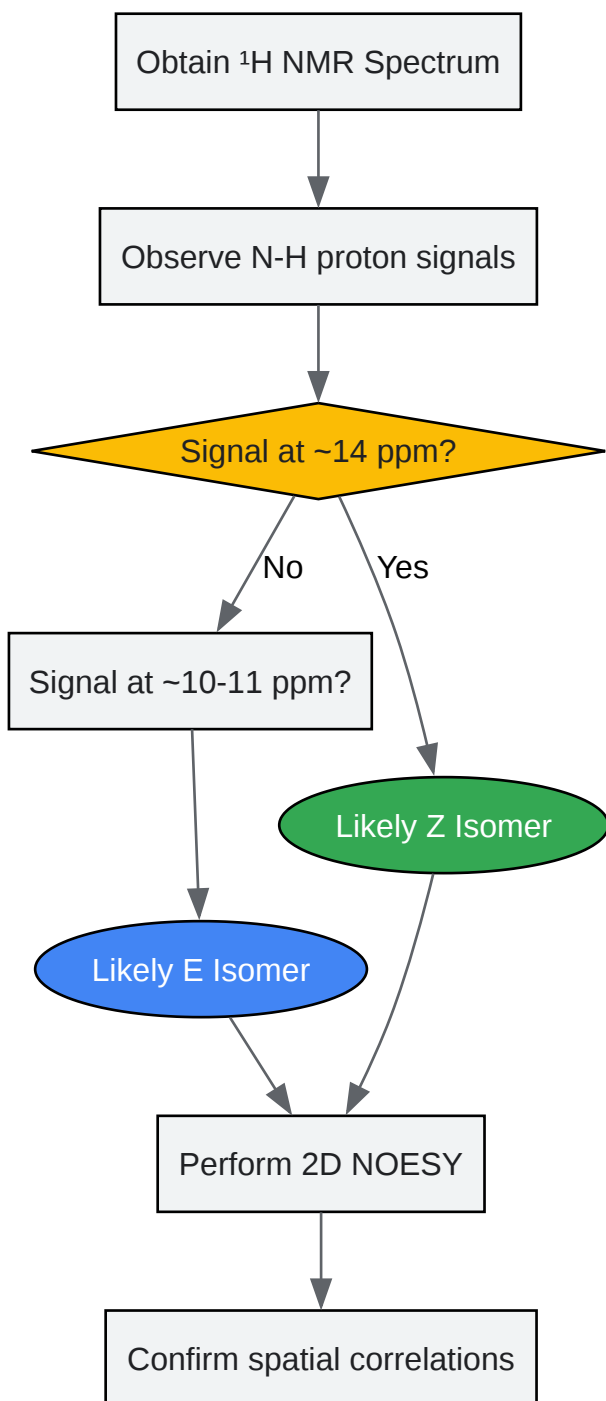 Obtain ¹H NMR Spectrum
Observe N-H proton signals
Signal at ~14 ppm?
No
Yes
Signal at ~10-11 ppm?
Likely Z Isomer
Likely E Isomer
Perform 2D NOESY
Confirm spatial correlations